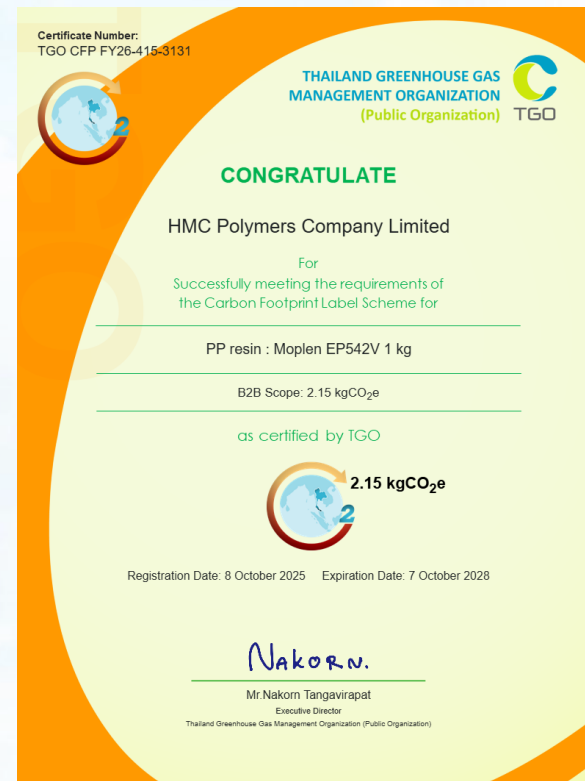 Certificate Number:
TGO CFP FY26-415-3131
THAILAND GREENHOUSE GAS
MANAGEMENT ORGANIZATION
(Public Organization)
TGO
2
CONGRATULATE
HMC Polymers Company Limited
For
Successfully meeting the requirements of
the Carbon Footprint Label Scheme for
PP resin : Moplen EP542V 1 kg
B2B Scope: 2.15 kgCO₂e
as certified by TGO
2.15 kgCO₂e
2
Registration Date: 8 October 2025 Expiration Date: 7 October 2028
NAKORN.
Mr.Nakorn Tangavirapat
Executive Director
Thailand Greenhouse Gas Management Organization (Public Organization)